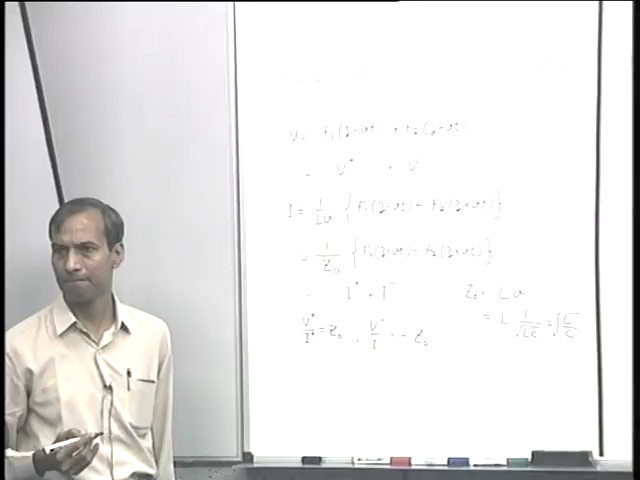 V = F₁(z-vt) + F₂(z+vt)
= V⁺ + V
I = 1/Lv {F₁(z-vt) - F₂(z+vt)}
= 1/Z₀ {F₁(z-vt) - F₂(z+vt)}
= I⁺ + I⁻
Z₀ = Lv
= L 1/√LC = √L/C
V⁺/I⁺ = Z₀ , V⁻/I = - Z₀